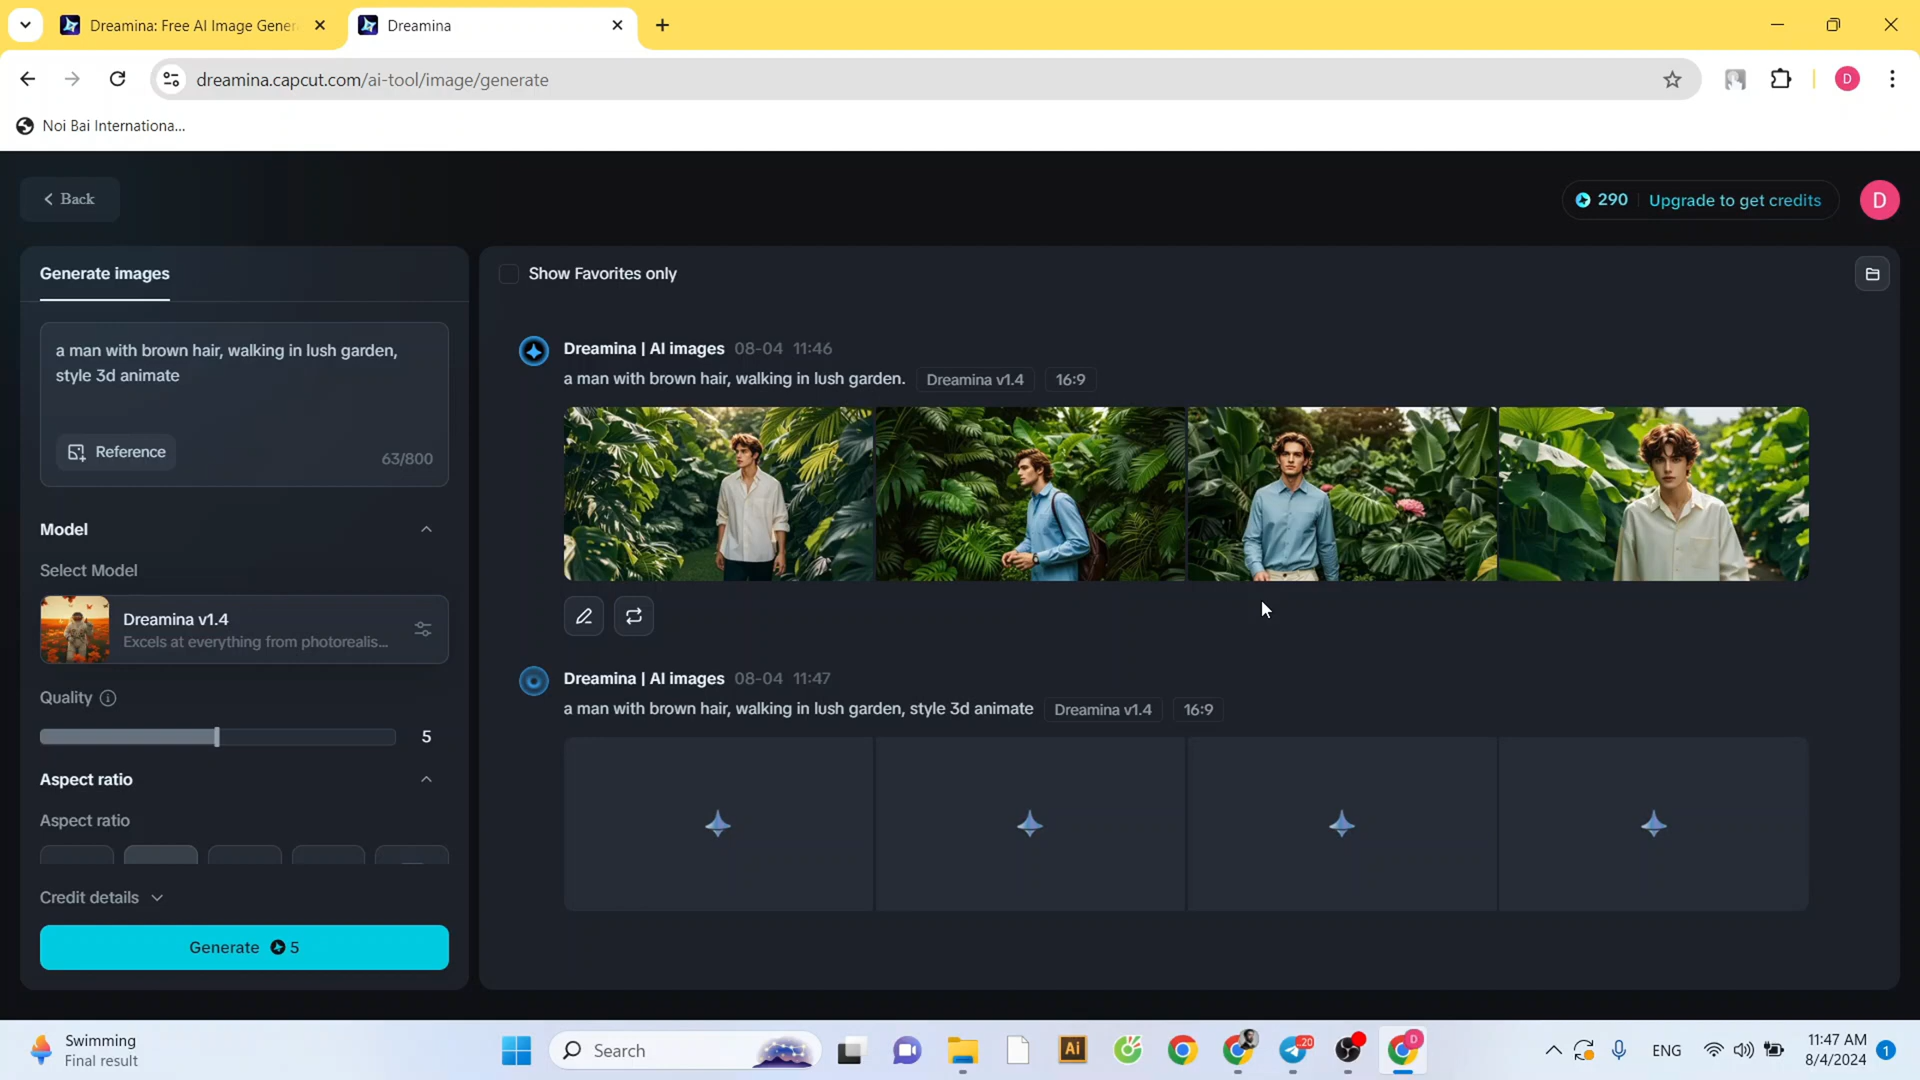 Dreamina: Free AI Image Gener
Dreamina
dreamina.capcut.com/ai-tool/image/generate
D
Noi Bai Internationa...
Back
290
Upgrade to get credits
D
Generate images
Show Favorites only
a man with brown hair, walking in lush garden,
style 3d animate
Reference
63/800
Dreamina | AI images 08-04 11:46
a man with brown hair, walking in lush garden. Dreamina v1.4 16:9
Model
Select Model
Dreamina v1.4
Excels at everything from photorealis...
Quality
5
Dreamina | AI images 08-04 11:47
a man with brown hair, walking in lush garden, style 3d animate Dreamina v1.4 16:9
Aspect ratio
Aspect ratio
Credit details
Generate 5
Swimming
Final result
Search
Ai
20
D
ENG
11:47 AM
8/4/2024
1